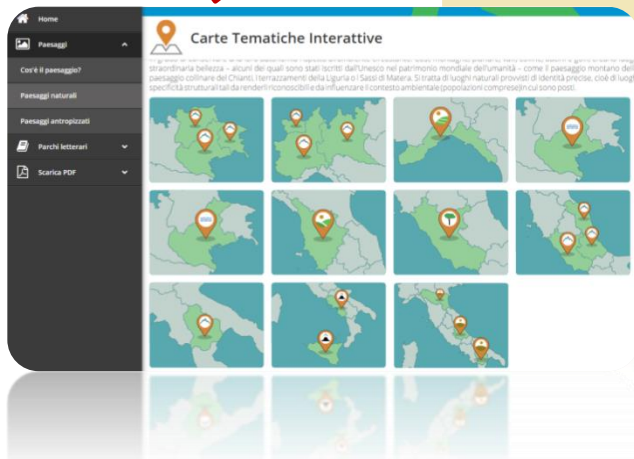 Home
Paesaggi
Cos'è il paesaggio?
Paesaggi naturali
Paesaggi antropizzati
Parchi letterari
Scarica PDF
Carte Tematiche Interattive
straordinaria bellezza – alcuni dei quali sono stati iscritti dall'Unesco nel patrimonio mondiale dell'umanità – come il paesaggio montano dell
paesaggio collinare del Chianti, i terrazzamenti della Liguria o i Sassi di Matera. Si tratta di luoghi naturali provvisti di identità precise, cioè di luogh
specificità strutturali tali da renderli riconoscibili e da influenzare il contesto ambientale (popolazioni comprese) in cui sono posti